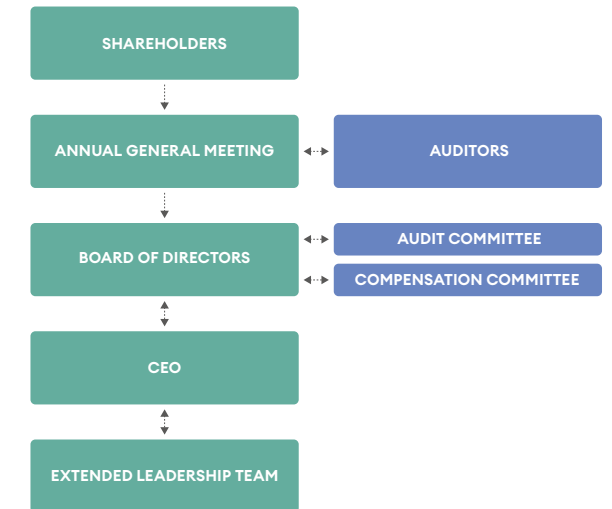 SHAREHOLDERS
ANNUAL GENERAL MEETING
AUDITORS
BOARD OF DIRECTORS
AUDIT COMMITTEE
COMPENSATION COMMITTEE
CEO
EXTENDED LEADERSHIP TEAM